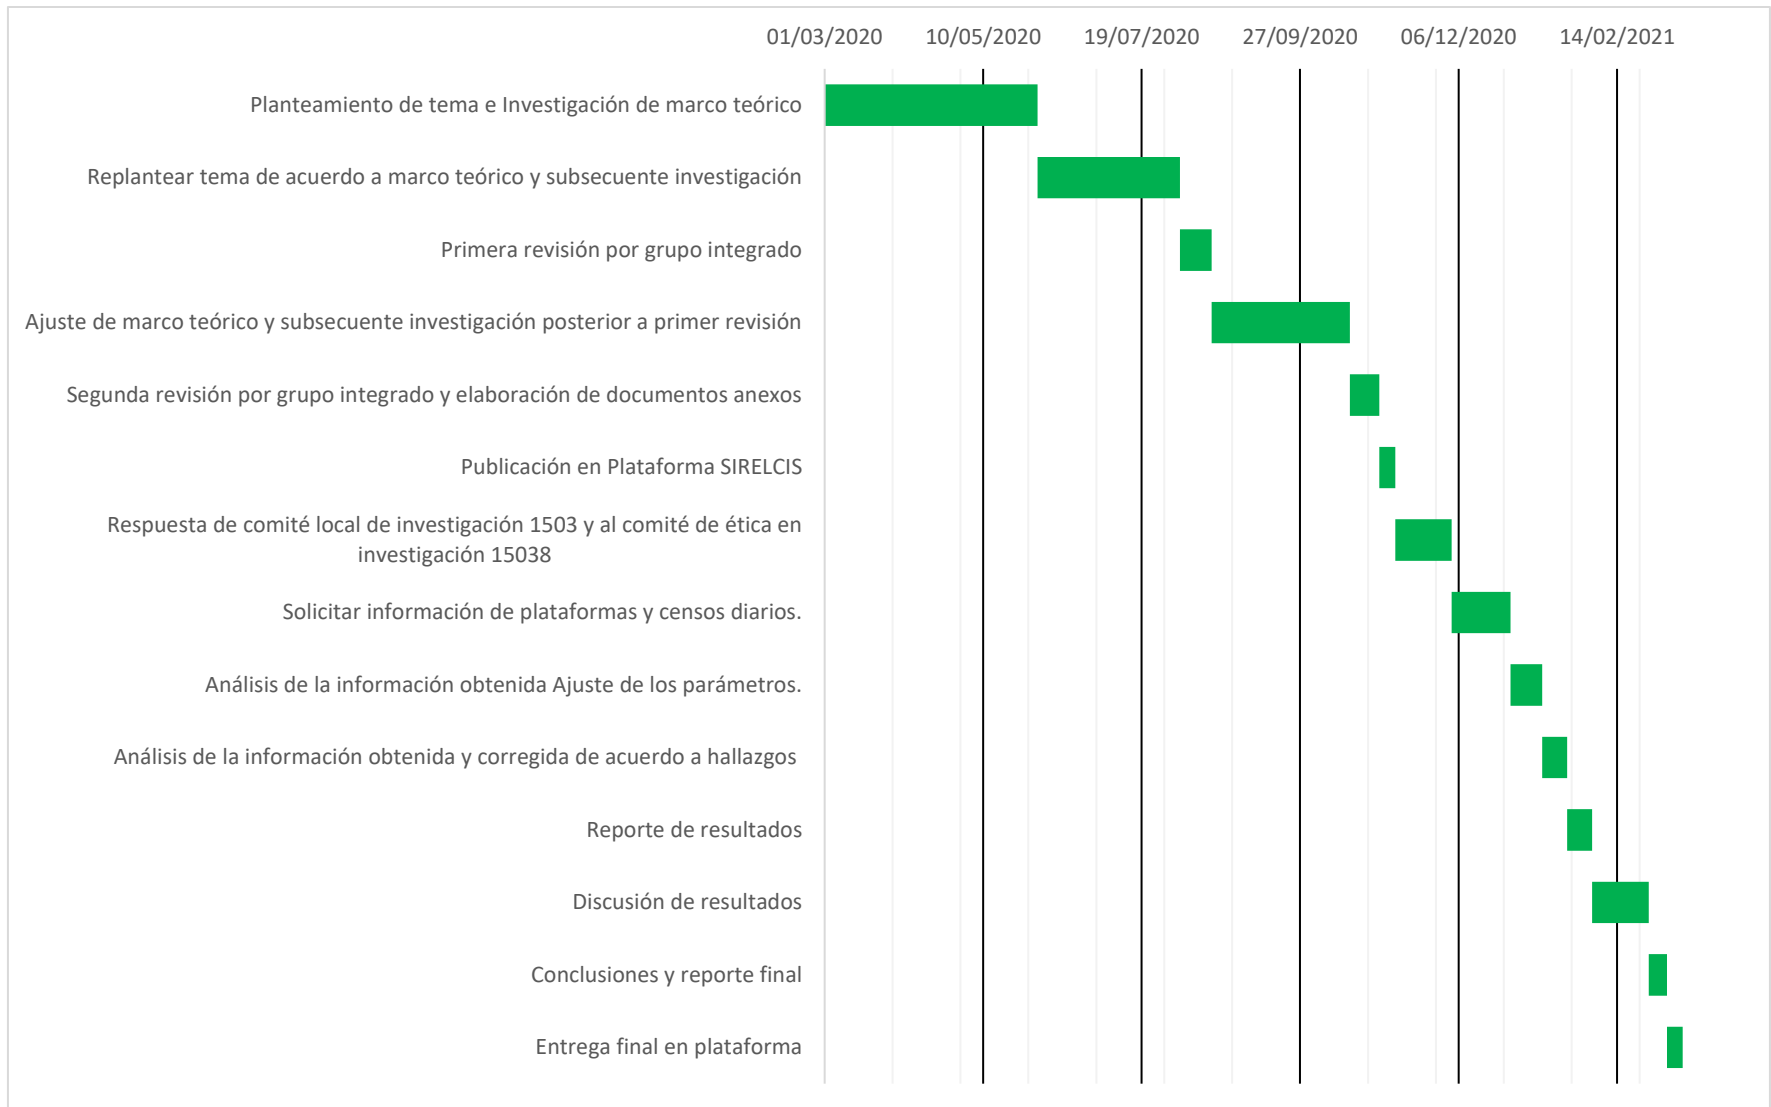 01/03/2020 10/05/2020 19/07/2020 27/09/2020 06/12/2020 14/02/2021
Planteamiento de tema e Investigación de marco teórico
Replantear tema de acuerdo a marco teórico y subsecuente investigación
Primera revisión por grupo integrado
Ajuste de marco teórico y subsecuente investigación posterior a primer revisión
Segunda revisión por grupo integrado y elaboración de documentos anexos
Publicación en Plataforma SIRELCIS
Respuesta de comité local de investigación 1503 y al comité de ética en
investigación 15038
Solicitar información de plataformas y censos diarios.
Análisis de la información obtenida Ajuste de los parámetros.
Análisis de la información obtenida y corregida de acuerdo a hallazgos
Reporte de resultados
Discusión de resultados
Conclusiones y reporte final
Entrega final en plataforma